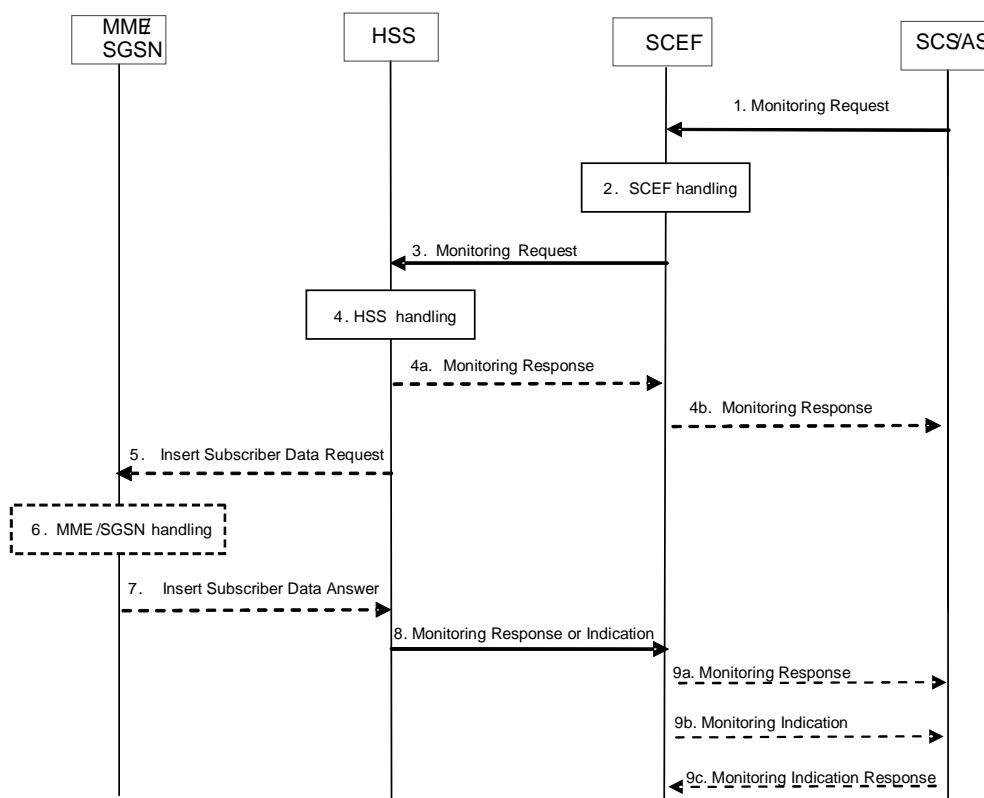 MME/
SGSN
HSS
SCEF
SCS/AS
1. Monitoring Request
2. SCEF handling
3. Monitoring Request
4. HSS handling
4a. Monitoring Response
4b. Monitoring Response
5. Insert Subscriber Data Request
6. MME/SGSN handling
7. Insert Subscriber Data Answer
8. Monitoring Response or Indication
9a. Monitoring Response
9b. Monitoring Indication
9c. Monitoring Indication Response